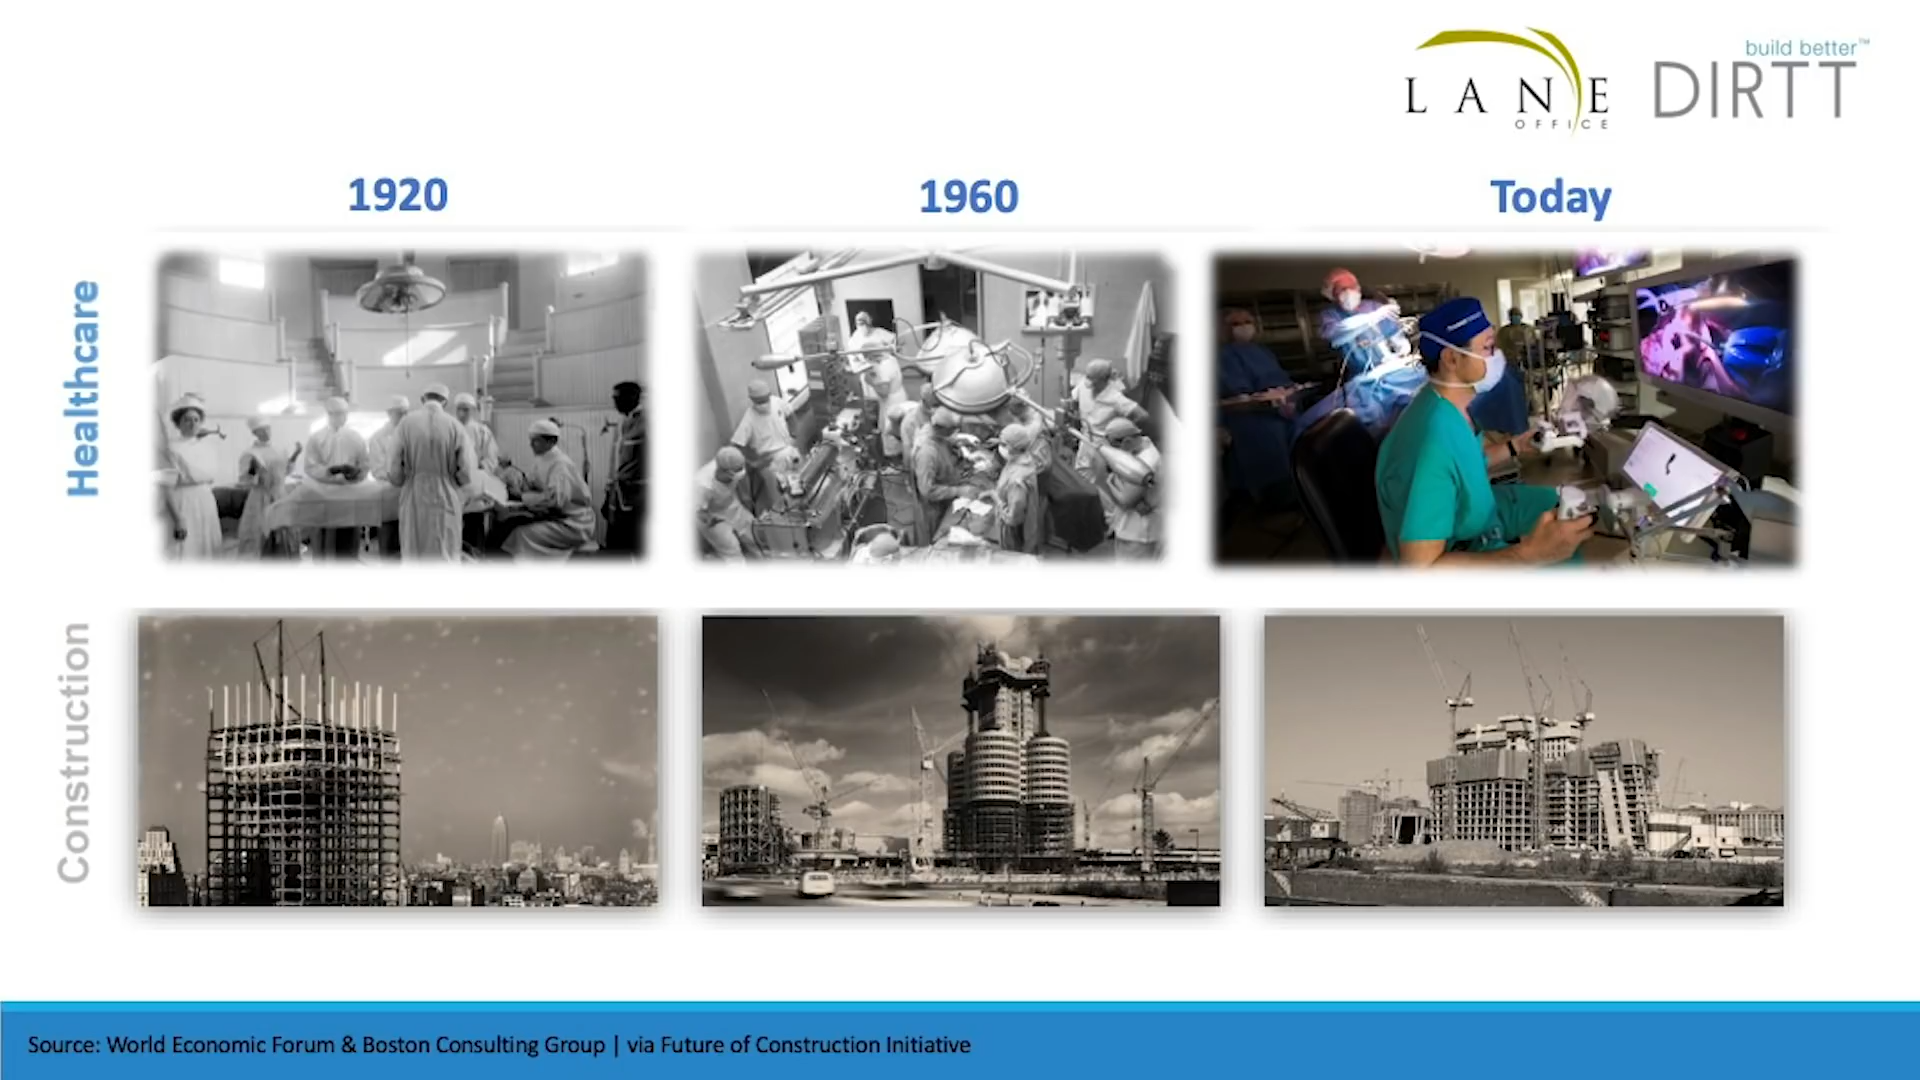 LANE
OFFICE
build better™
DIRTT
1920
1960
Today
Healthcare
Construction
Source: World Economic Forum & Boston Consulting Group | via Future of Construction Initiative